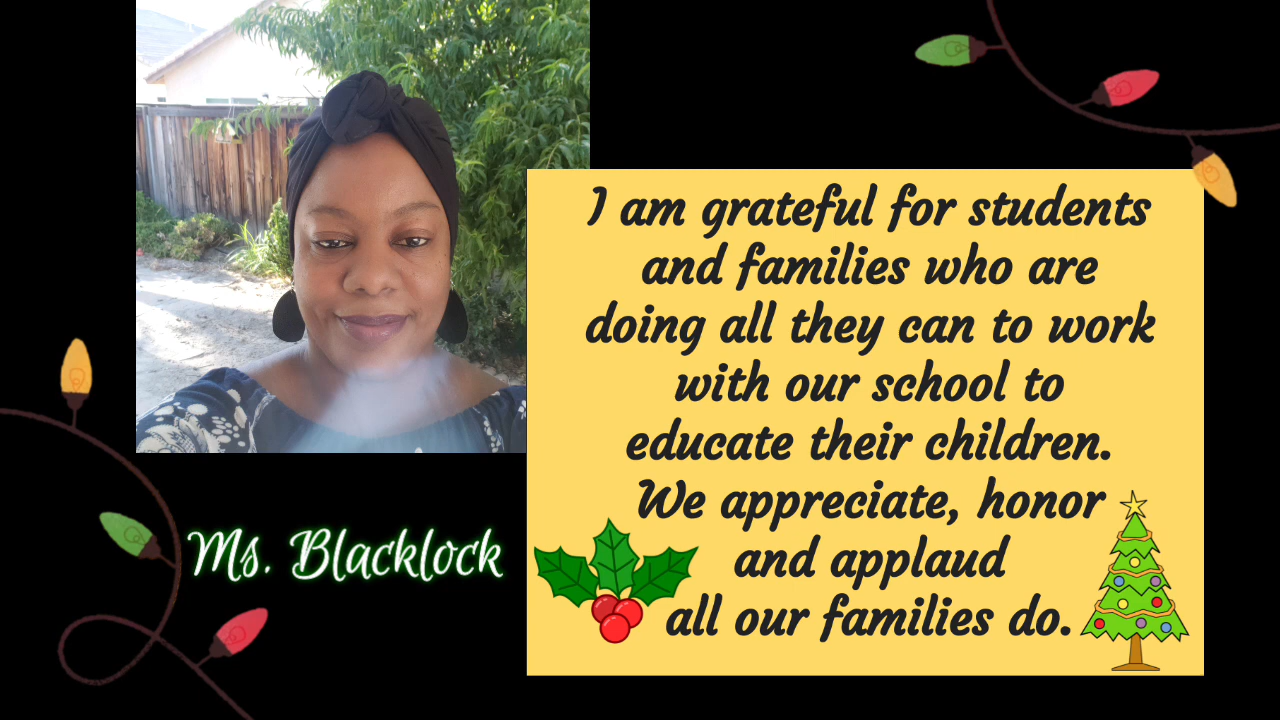 I am grateful for students
and families who are
doing all they can to work
with our school to
educate their children.
We appreciate, honor
and applaud
all our families do.
Ms. Blacklock